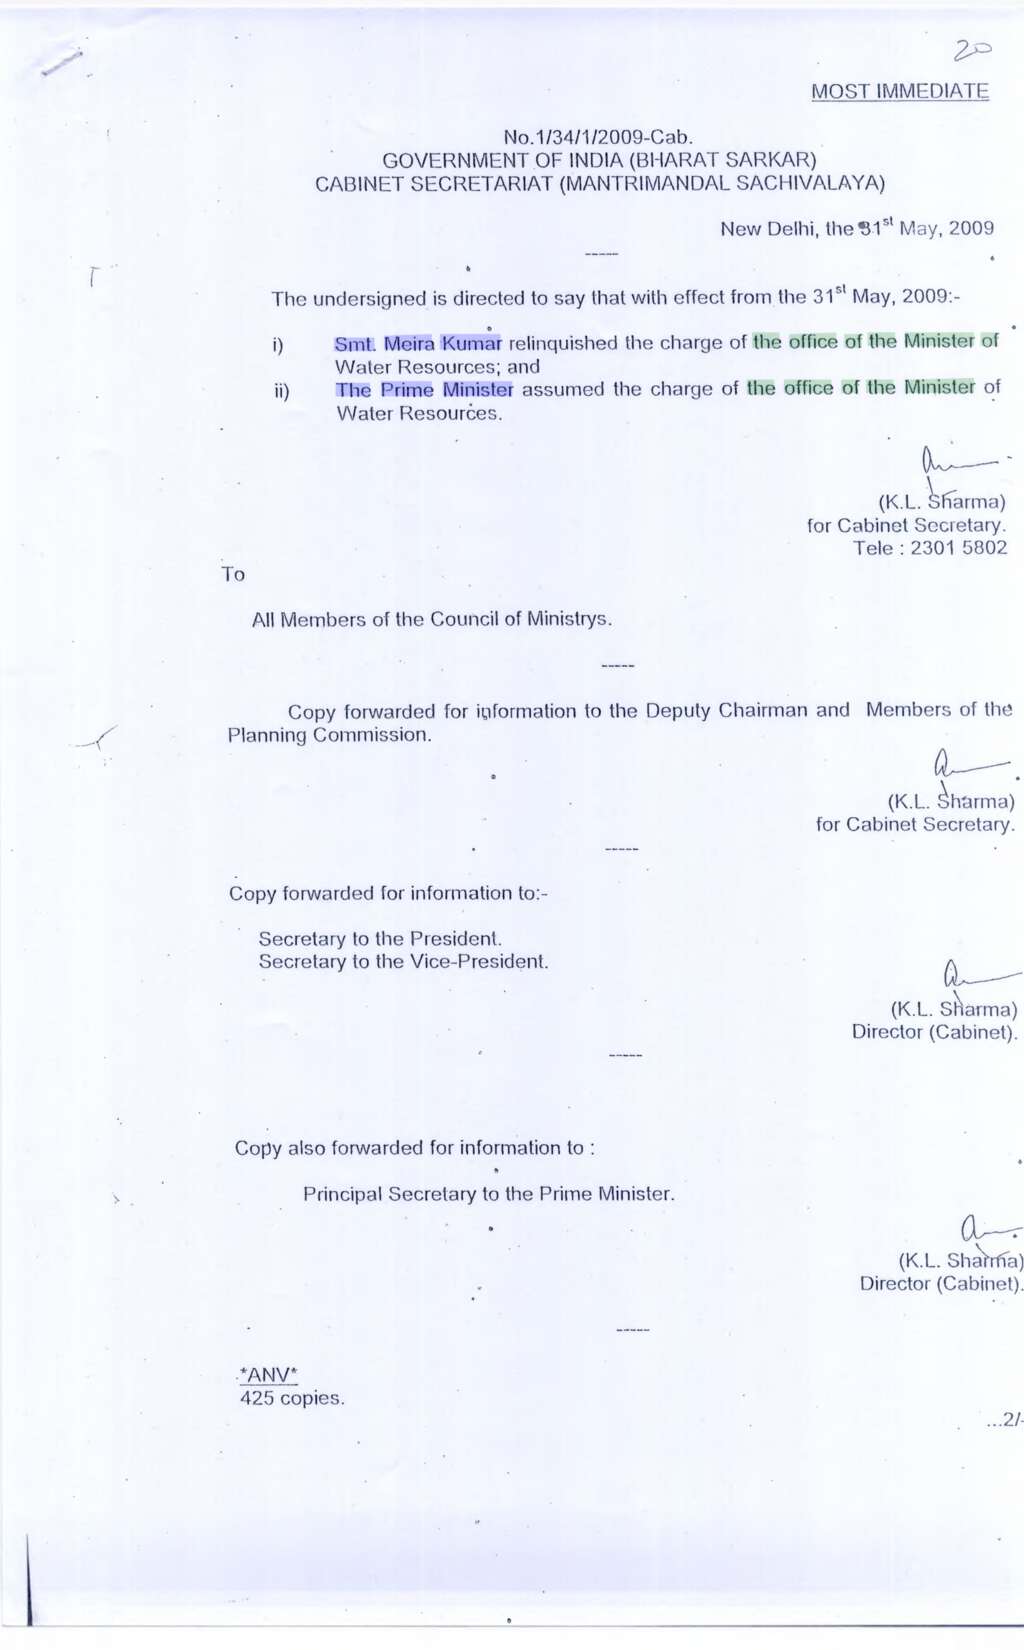 20
MOST IMMEDIATE
No.1/34/1/2009-Cab.
GOVERNMENT OF INDIA (BHARAT SARKAR)
CABINET SECRETARIAT (MANTRIMANDAL SACHIVALAYA)
New Delhi, the 31st May, 2009
-----
The undersigned is directed to say that with effect from the 31st May, 2009:-
i) Smt. Meira Kumar relinquished the charge of the office of the Minister of
Water Resources; and
ii) The Prime Minister assumed the charge of the office of the Minister of
Water Resources.
(K.L. Sharma)
for Cabinet Secretary.
Tele : 2301 5802
To
All Members of the Council of Ministrys.
-----
Copy forwarded for information to the Deputy Chairman and Members of the
Planning Commission.
(K.L. Sharma)
for Cabinet Secretary.
-----
Copy forwarded for information to:-
Secretary to the President.
Secretary to the Vice-President.
(K.L. Sharma)
Director (Cabinet).
-----
Copy also forwarded for information to :
Principal Secretary to the Prime Minister.
(K.L. Sharma)
Director (Cabinet).
-----
*ANV*
425 copies.
...2/-